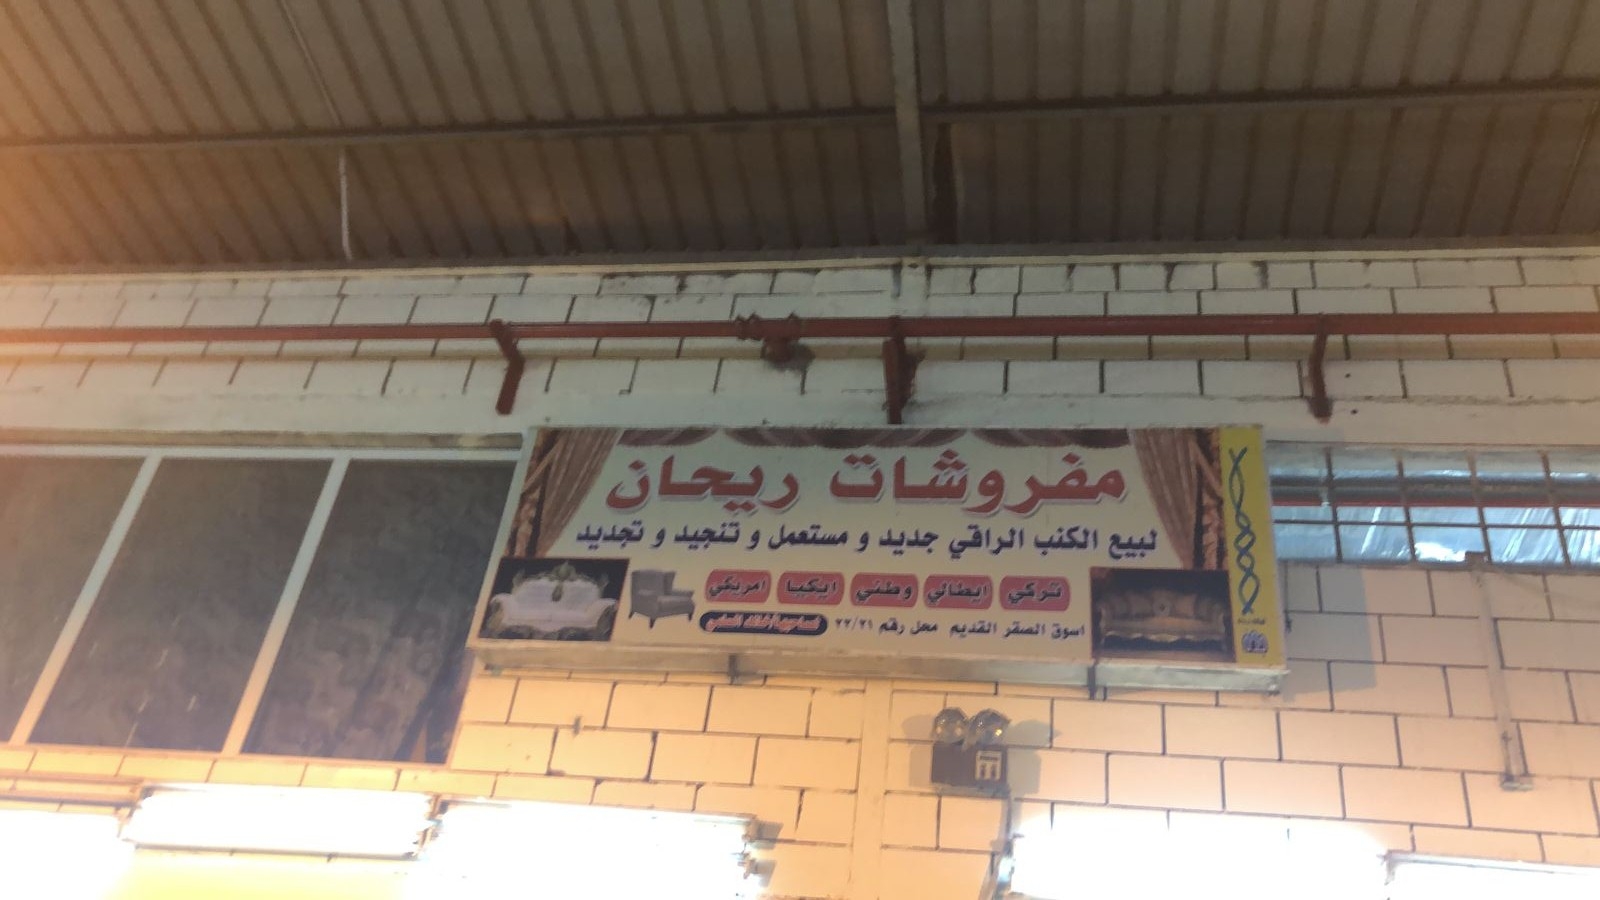 مفروشات ريحان
لبيع الكنب الراقي جديد و مستعمل و تنجيد و تجديد
تركي ايطالي وطني ايكيا امريكي
اسوق الصقر القديم محل رقم ٢٢/٢١